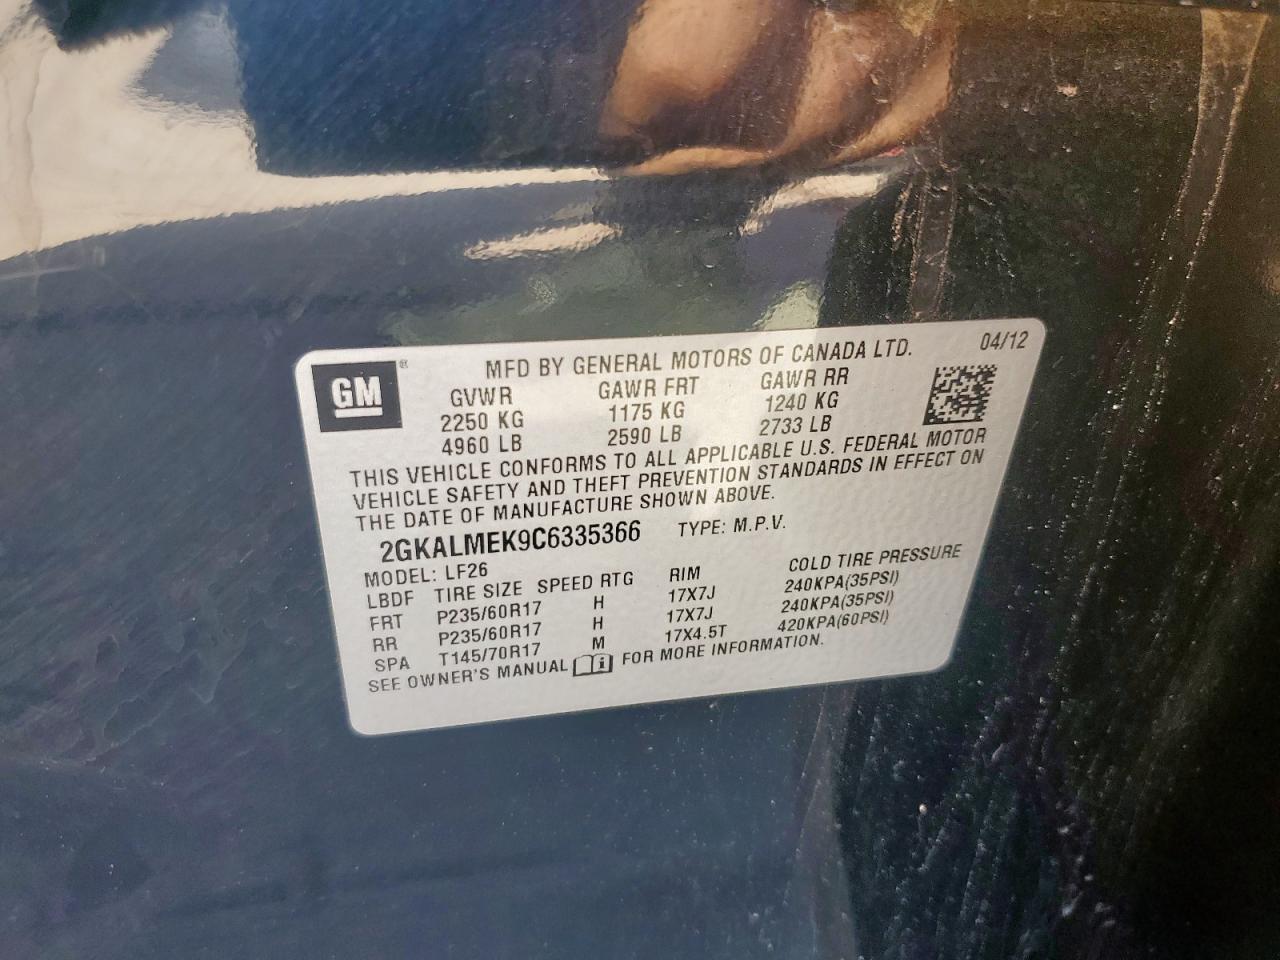 GM ®
MFD BY GENERAL MOTORS OF CANADA LTD. 04/12
GVWR GAWR FRT GAWR RR
2250 KG 1175 KG 1240 KG
4960 LB 2590 LB 2733 LB
THIS VEHICLE CONFORMS TO ALL APPLICABLE U.S. FEDERAL MOTOR
VEHICLE SAFETY AND THEFT PREVENTION STANDARDS IN EFFECT ON
THE DATE OF MANUFACTURE SHOWN ABOVE.
2GKALMEK9C6335366 TYPE: M.P.V.
MODEL: LF26
LBDF TIRE SIZE SPEED RTG RIM COLD TIRE PRESSURE
FRT P235/60R17 H 17X7J 240KPA(35PSI)
RR P235/60R17 H 17X7J 240KPA(35PSI)
SPA T145/70R17 M 17X4.5T 420KPA(60PSI)
SEE OWNER'S MANUAL FOR MORE INFORMATION.